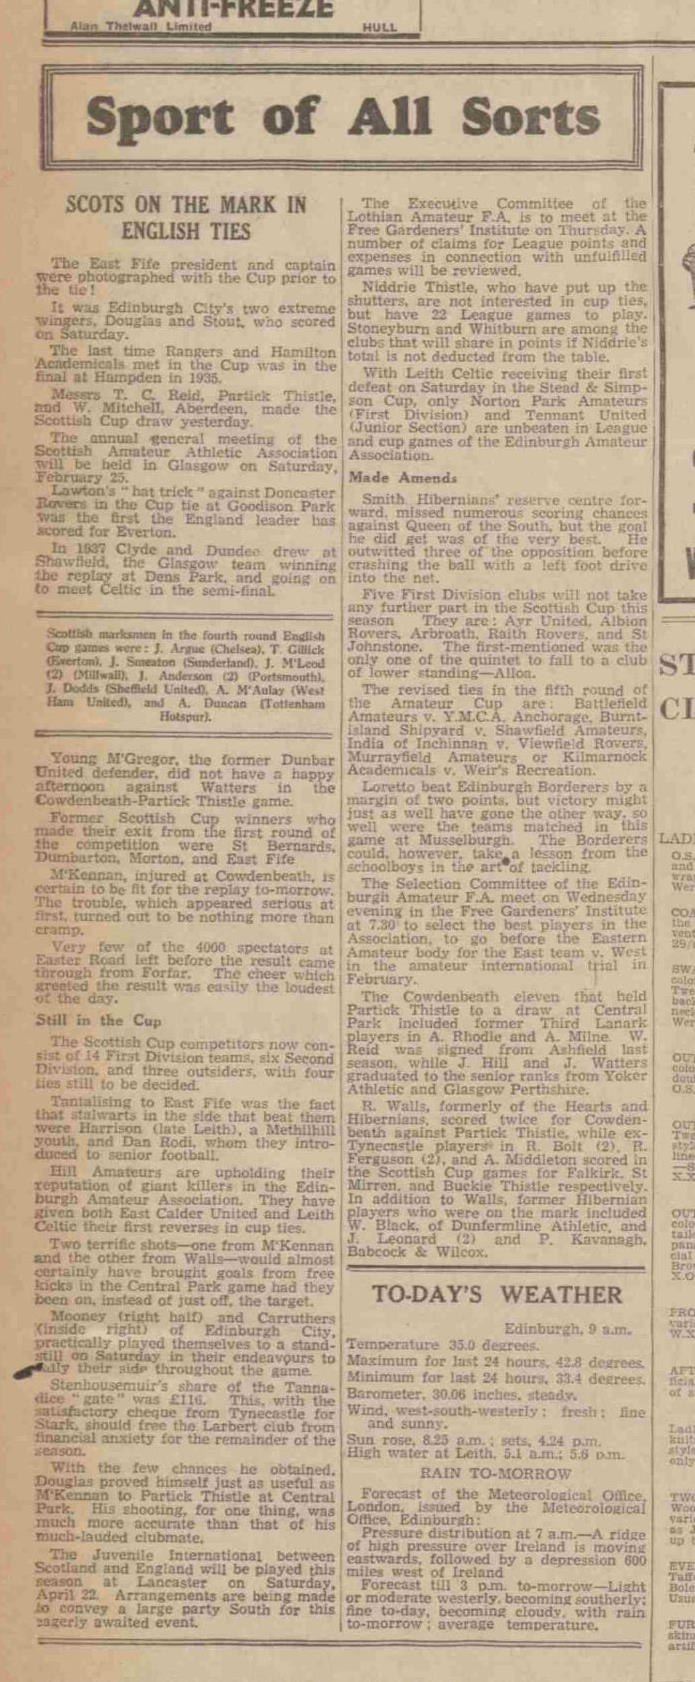 ANTI-FREEZE
Alan Thelwall Limited HULL
Sport of All Sorts
SCOTS ON THE MARK IN
ENGLISH TIES
The East Fife president and captain
were photographed with the Cup prior to
the tie!
It was Edinburgh City's two extreme
wingers, Douglas and Stout, who scored
on Saturday.
The last time Rangers and Hamilton
Academicals met in the Cup was in the
final at Hampden in 1935.
Messrs T. C. Reid, Partick Thistle,
and W. Mitchell, Aberdeen, made the
Scottish Cup draw yesterday.
The annual general meeting of the
Scottish Amateur Athletic Association
will be held in Glasgow on Saturday,
February 25.
Lawton's "hat trick" against Doncaster
Rovers in the Cup tie at Goodison Park
was the first the England leader has
scored for Everton.
In 1937 Clyde and Dundee drew at
Shawfield, the Glasgow team winning
the replay at Dens Park, and going on
to meet Celtic in the semi-final.
Scottish marksmen in the fourth round English
Cup games were: J. Argue (Chelsea), T. Gillick
(Everton), J. Smeaton (Sunderland), J. M'Leod
(2) (Millwall), J. Anderson (2) (Portsmouth),
J. Dodds (Sheffield United), A. M'Aulay (West
Ham United), and A. Duncan (Tottenham
Hotspur).
Young M'Gregor, the former Dunbar
United defender, did not have a happy
afternoon against Watters in the
Cowdenbeath-Partick Thistle game.
Former Scottish Cup winners who
made their exit from the first round of
the competition were St Bernards,
Dumbarton, Morton, and East Fife
M'Kennan, injured at Cowdenbeath, is
certain to be fit for the replay to-morrow.
The trouble, which appeared serious at
first, turned out to be nothing more than
cramp.
Very few of the 4000 spectators at
Easter Road left before the result came
through from Forfar. The cheer which
greeted the result was easily the loudest
of the day.
Still in the Cup
The Scottish Cup competitors now con-
sist of 14 First Division teams, six Second
Division, and three outsiders, with four
ties still to be decided.
Tantalising to East Fife was the fact
that stalwarts in the side that beat them
were Harrison (late Leith), a Methilhill
youth, and Dan Rodi, whom they intro-
duced to senior football.
Hill Amateurs are upholding their
reputation of giant killers in the Edin-
burgh Amateur Association. They have
given both East Calder United and Leith
Celtic their first reverses in cup ties.
Two terrific shots—one from M'Kennan
and the other from Walls—would almost
certainly have brought goals from free
kicks in the Central Park game had they
been on, instead of just off, the target.
Mooney (right half) and Carruthers
(inside right) of Edinburgh City,
practically played themselves to a stand-
still on Saturday in their endeavours to
rally their side throughout the game.
Stenhousemuir's share of the Tanna-
dice "gate" was £116. This, with the
satisfactory cheque from Tynecastle for
Stark, should free the Larbert club from
financial anxiety for the remainder of the
season.
With the few chances he obtained,
Douglas proved himself just as useful as
M'Kennan to Partick Thistle at Central
Park. His shooting, for one thing, was
much more accurate than that of his
much-lauded clubmate.
The Juvenile International between
Scotland and England will be played this
season at Lancaster on Saturday,
April 22. Arrangements are being made
to convey a large party South for this
eagerly awaited event.
The Executive Committee of the
Lothian Amateur F.A. is to meet at the
Free Gardeners' Institute on Thursday. A
number of claims for League points and
expenses in connection with unfulfilled
games will be reviewed.
Niddrie Thistle, who have put up the
shutters, are not interested in cup ties,
but have 22 League games to play.
Stoneyburn and Whitburn are among the
clubs that will share in points if Niddrie's
total is not deducted from the table.
With Leith Celtic receiving their first
defeat on Saturday in the Stead & Simp-
son Cup, only Norton Park Amateurs
(First Division) and Tennant United
(Junior Section) are unbeaten in League
and cup games of the Edinburgh Amateur
Association.
Made Amends
Smith, Hibernians' reserve centre for-
ward, missed numerous scoring chances
against Queen of the South, but the goal
he did get was of the very best. He
outwitted three of the opposition before
crashing the ball with a left foot drive
into the net.
Five First Division clubs will not take
any further part in the Scottish Cup this
season They are: Ayr United, Albion
Rovers, Arbroath, Raith Rovers, and St
Johnstone. The first-mentioned was the
only one of the quintet to fall to a club
of lower standing—Alloa.
The revised ties in the fifth round of
the Amateur Cup are: Battlefield
Amateurs v. Y.M.C.A. Anchorage, Burnt-
island Shipyard v. Shawfield Amateurs,
India of Inchinnan v. Viewfield Rovers,
Murrayfield Amateurs or Kilmarnock
Academicals v. Weir's Recreation.
Loretto beat Edinburgh Borderers by a
margin of two points, but victory might
just as well have gone the other way, so
well were the teams matched in this
game at Musselburgh. The Borderers
could, however, take a lesson from the
schoolboys in the art of tackling.
The Selection Committee of the Edin-
burgh Amateur F.A. meet on Wednesday
evening in the Free Gardeners' Institute
at 7.30 to select the best players in the
Association, to go before the Eastern
Amateur body for the East team v. West
in the amateur international trial in
February.
The Cowdenbeath eleven that held
Partick Thistle to a draw at Central
Park included former Third Lanark
players in A. Rhodie and A. Milne. W.
Reid was signed from Ashfield last
season, while J. Hill and J. Watters
graduated to the senior ranks from Yoker
Athletic and Glasgow Perthshire.
R. Walls, formerly of the Hearts and
Hibernians, scored twice for Cowden-
beath against Partick Thistle, while ex-
Tynecastle players in R. Bolt (2), R.
Ferguson (2), and A. Middleton scored in
the Scottish Cup games for Falkirk, St
Mirren, and Buckie Thistle respectively.
In addition to Walls, former Hibernian
players who were on the mark included
W. Black, of Dunfermline Athletic, and
J. Leonard (2) and P. Kavanagh,
Babcock & Wilcox.
TO-DAY'S WEATHER
Edinburgh, 9 a.m.
Temperature 35.0 degrees.
Maximum for last 24 hours, 42.8 degrees.
Minimum for last 24 hours, 33.4 degrees.
Barometer, 30.06 inches, steady.
Wind, west-south-westerly; fresh; fine
and sunny.
Sun rose, 8.25 a.m.; sets, 4.24 p.m.
High water at Leith, 5.1 a.m.; 5.6 p.m.
RAIN TO-MORROW
Forecast of the Meteorological Office,
London, issued by the Meteorological
Office, Edinburgh:
Pressure distribution at 7 a.m.—A ridge
of high pressure over Ireland is moving
eastwards, followed by a depression 600
miles west of Ireland
Forecast till 3 p.m. to-morrow—Light
or moderate westerly, becoming southerly;
fine to-day, becoming cloudy, with rain
to-morrow; average temperature.